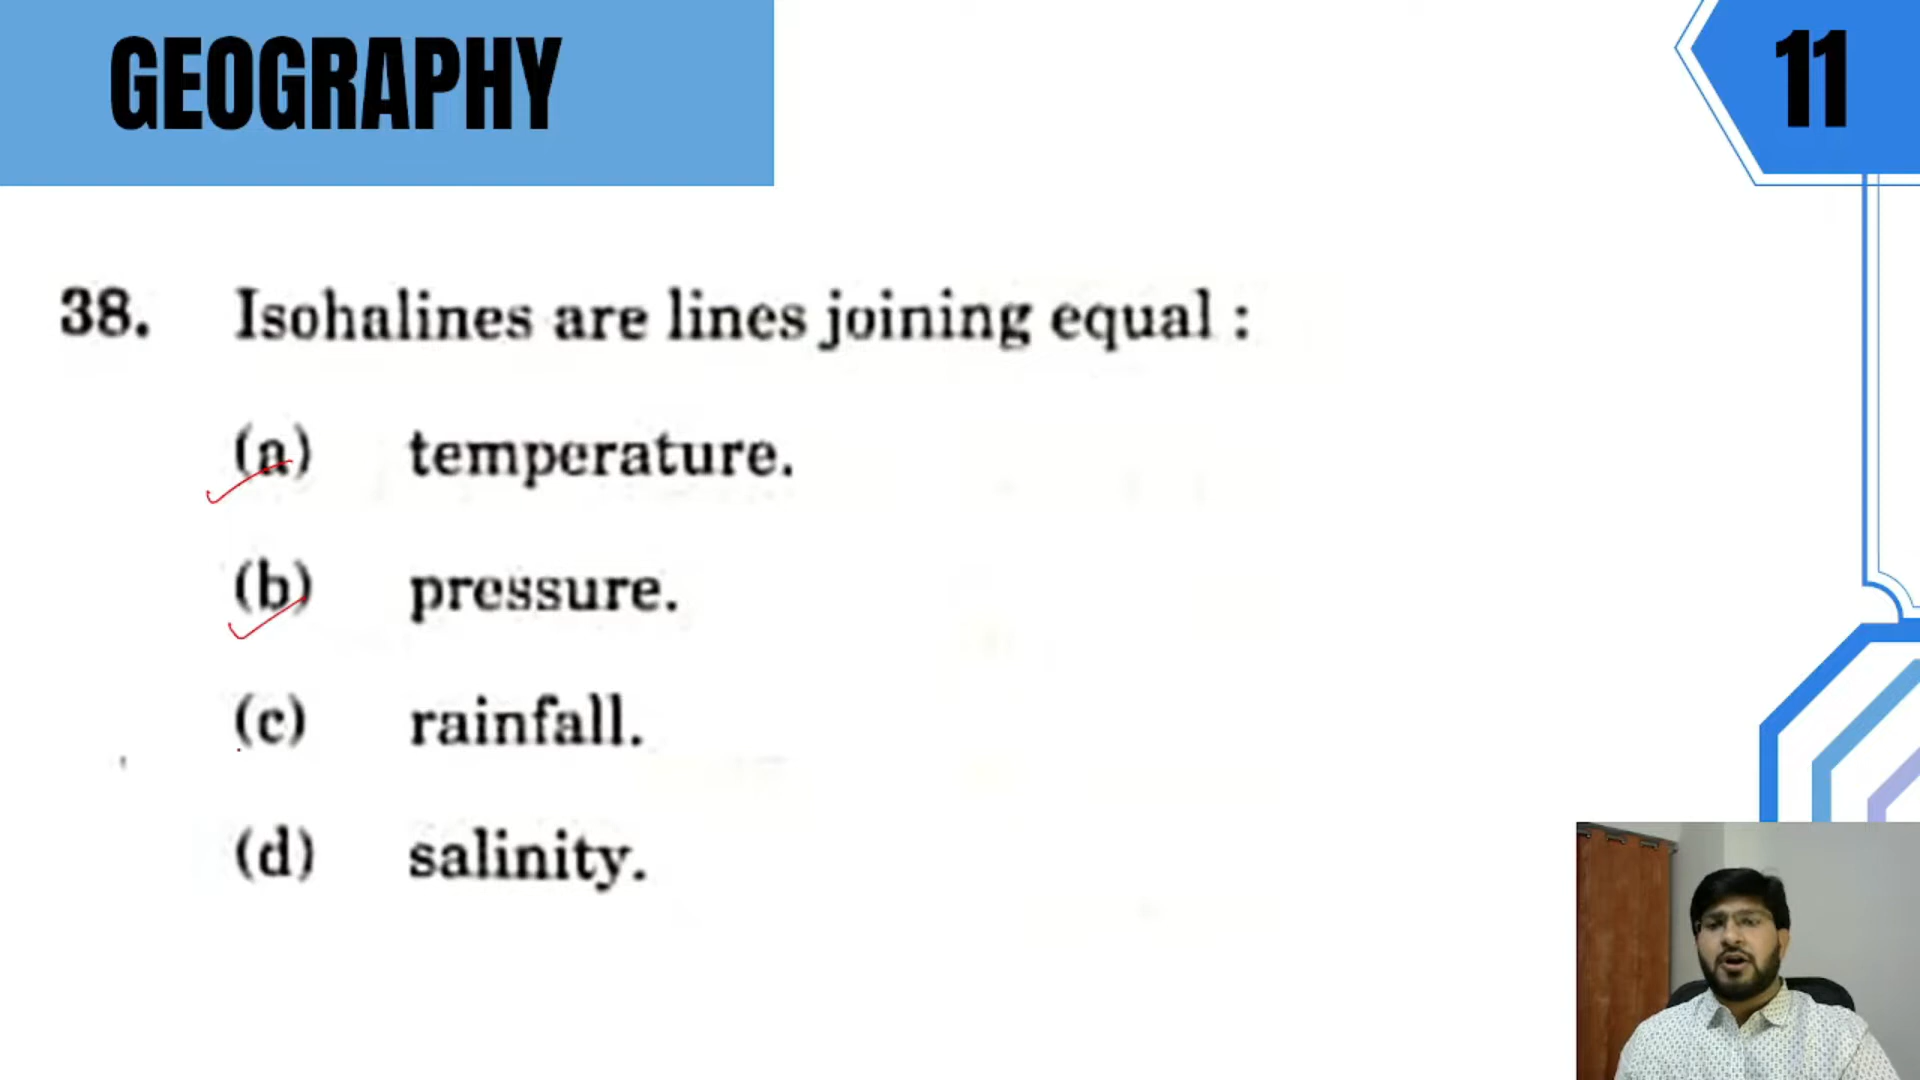 GEOGRAPHY
11
38. Isohalines are lines joining equal :
(a) temperature.
(b) pressure.
(c) rainfall.
(d) salinity.